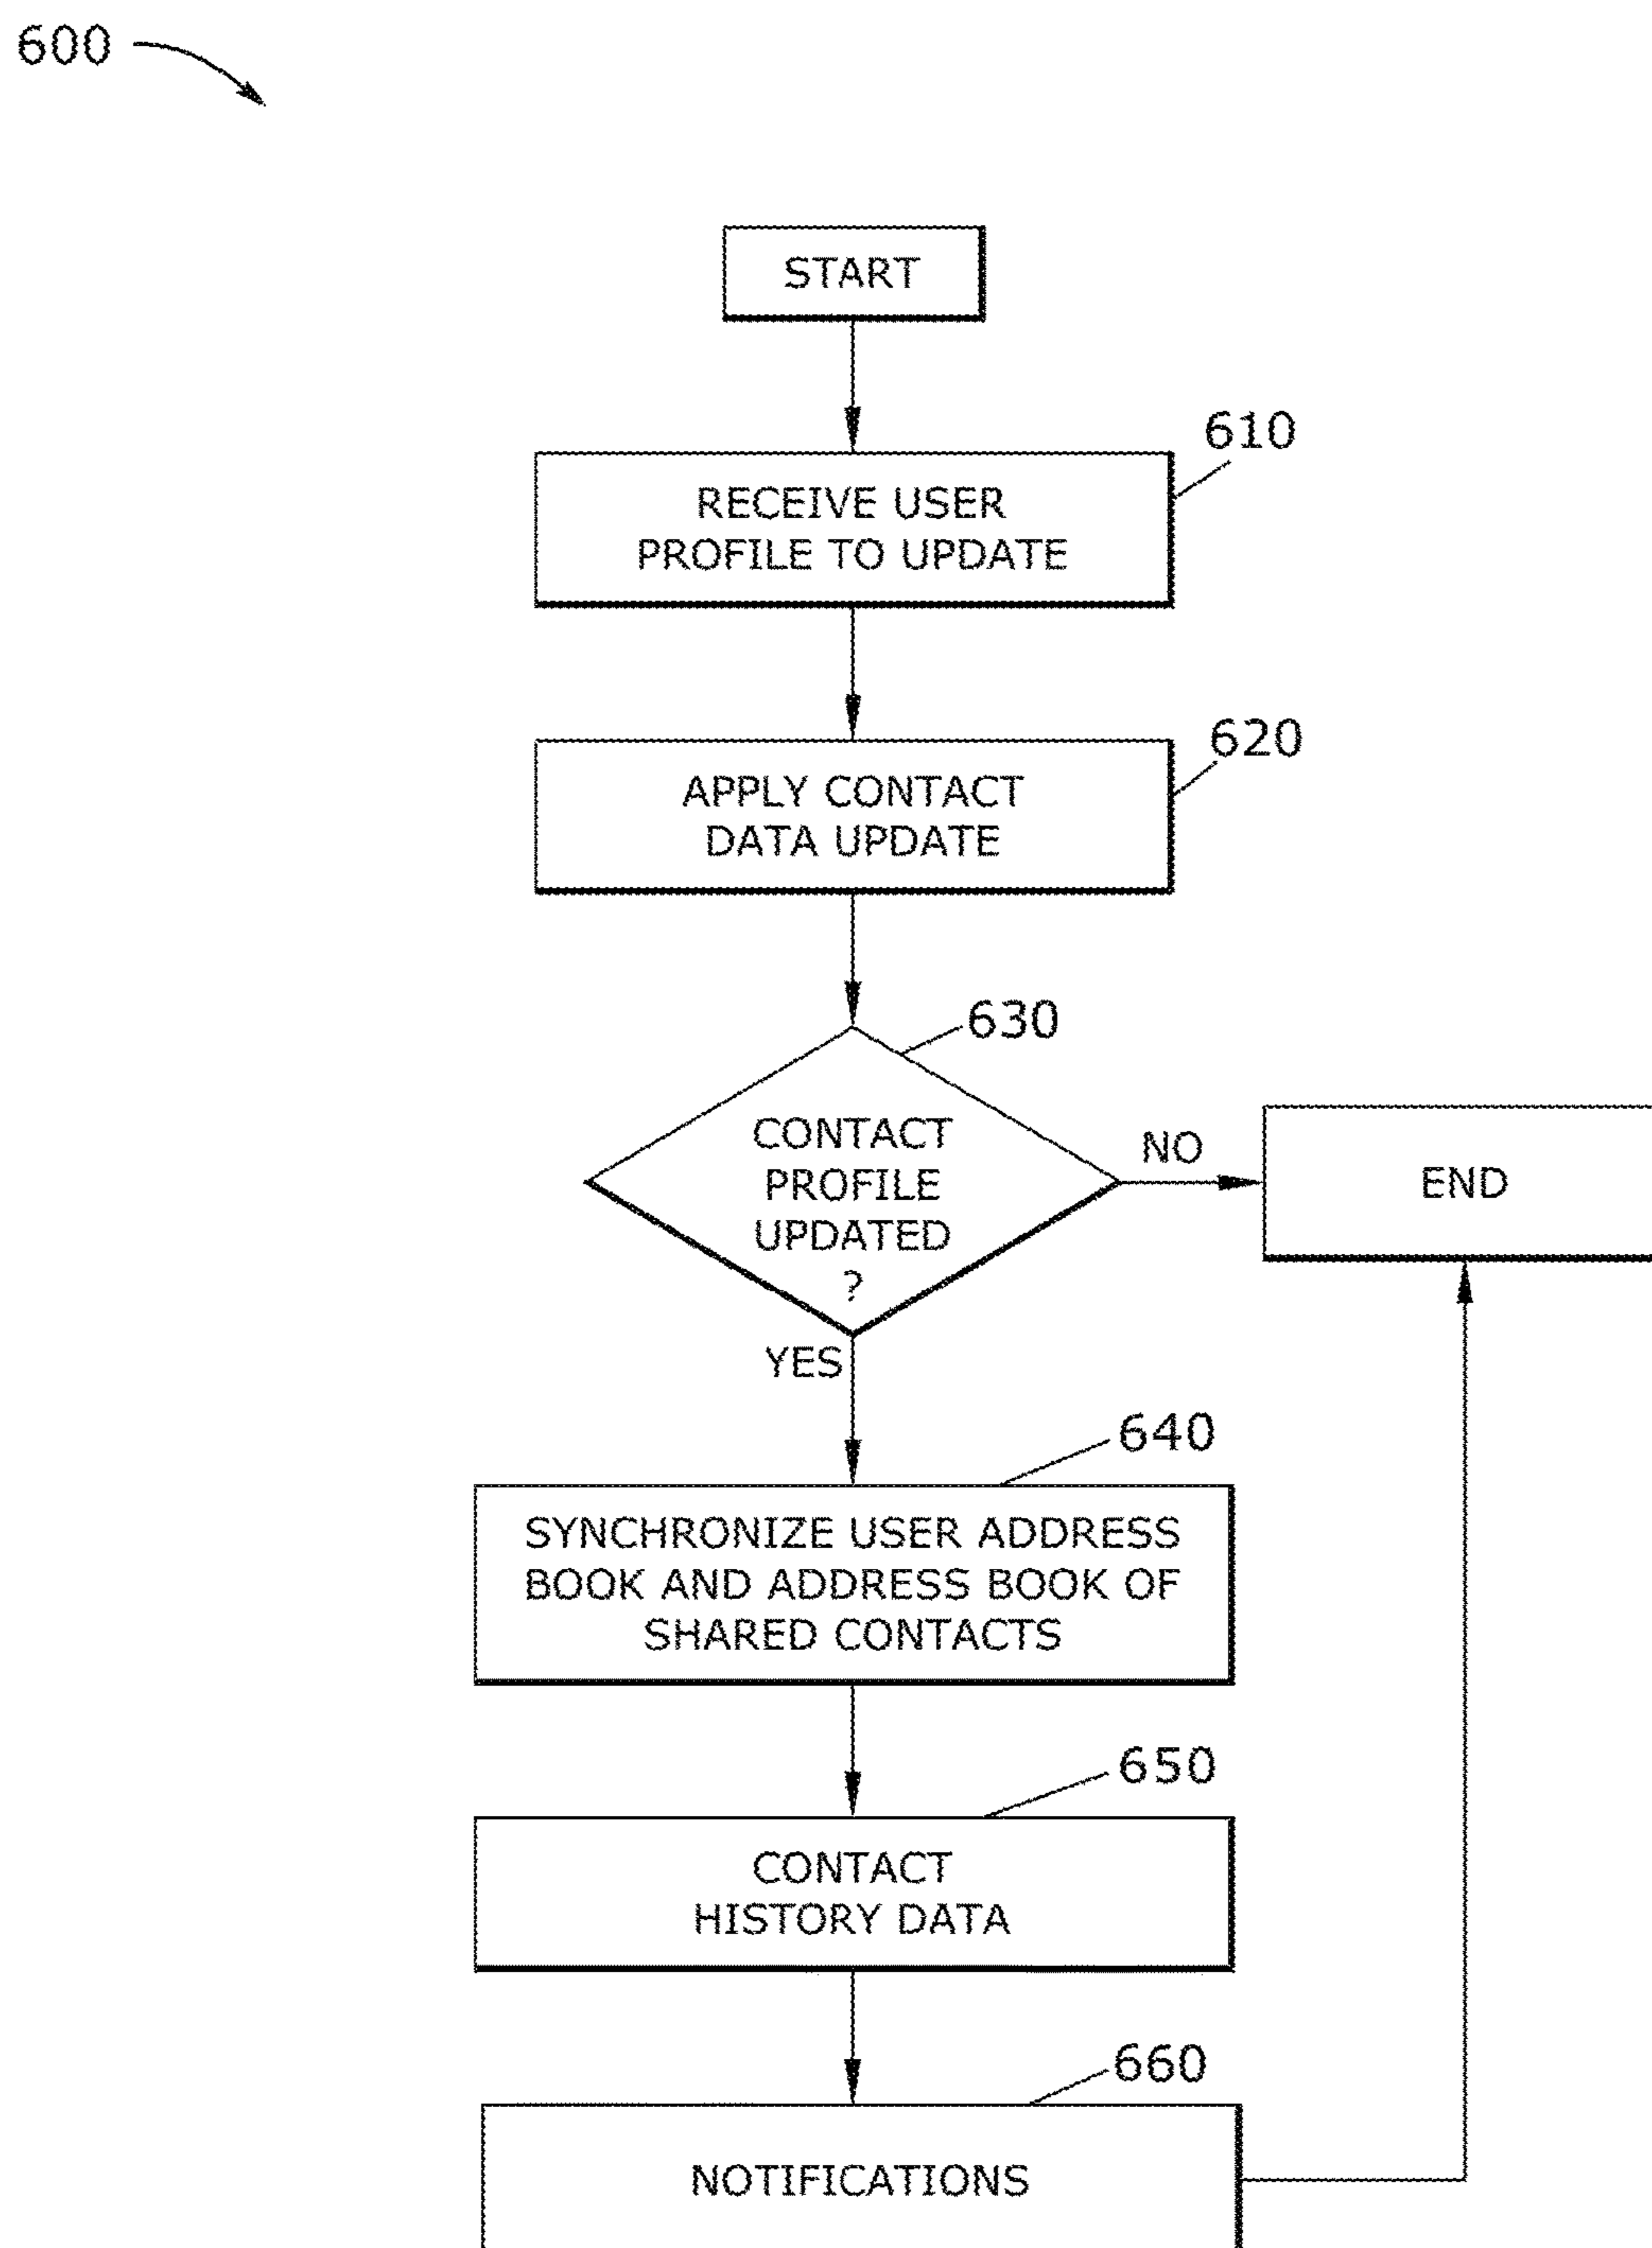 600
START
610
RECEIVE USER
PROFILE TO UPDATE
620
APPLY CONTACT
DATA UPDATE
630
CONTACT
PROFILE
UPDATED
?
NO
END
YES
640
SYNCHRONIZE USER ADDRESS
BOOK AND ADDRESS BOOK OF
SHARED CONTACTS
650
CONTACT
HISTORY DATA
660
NOTIFICATIONS